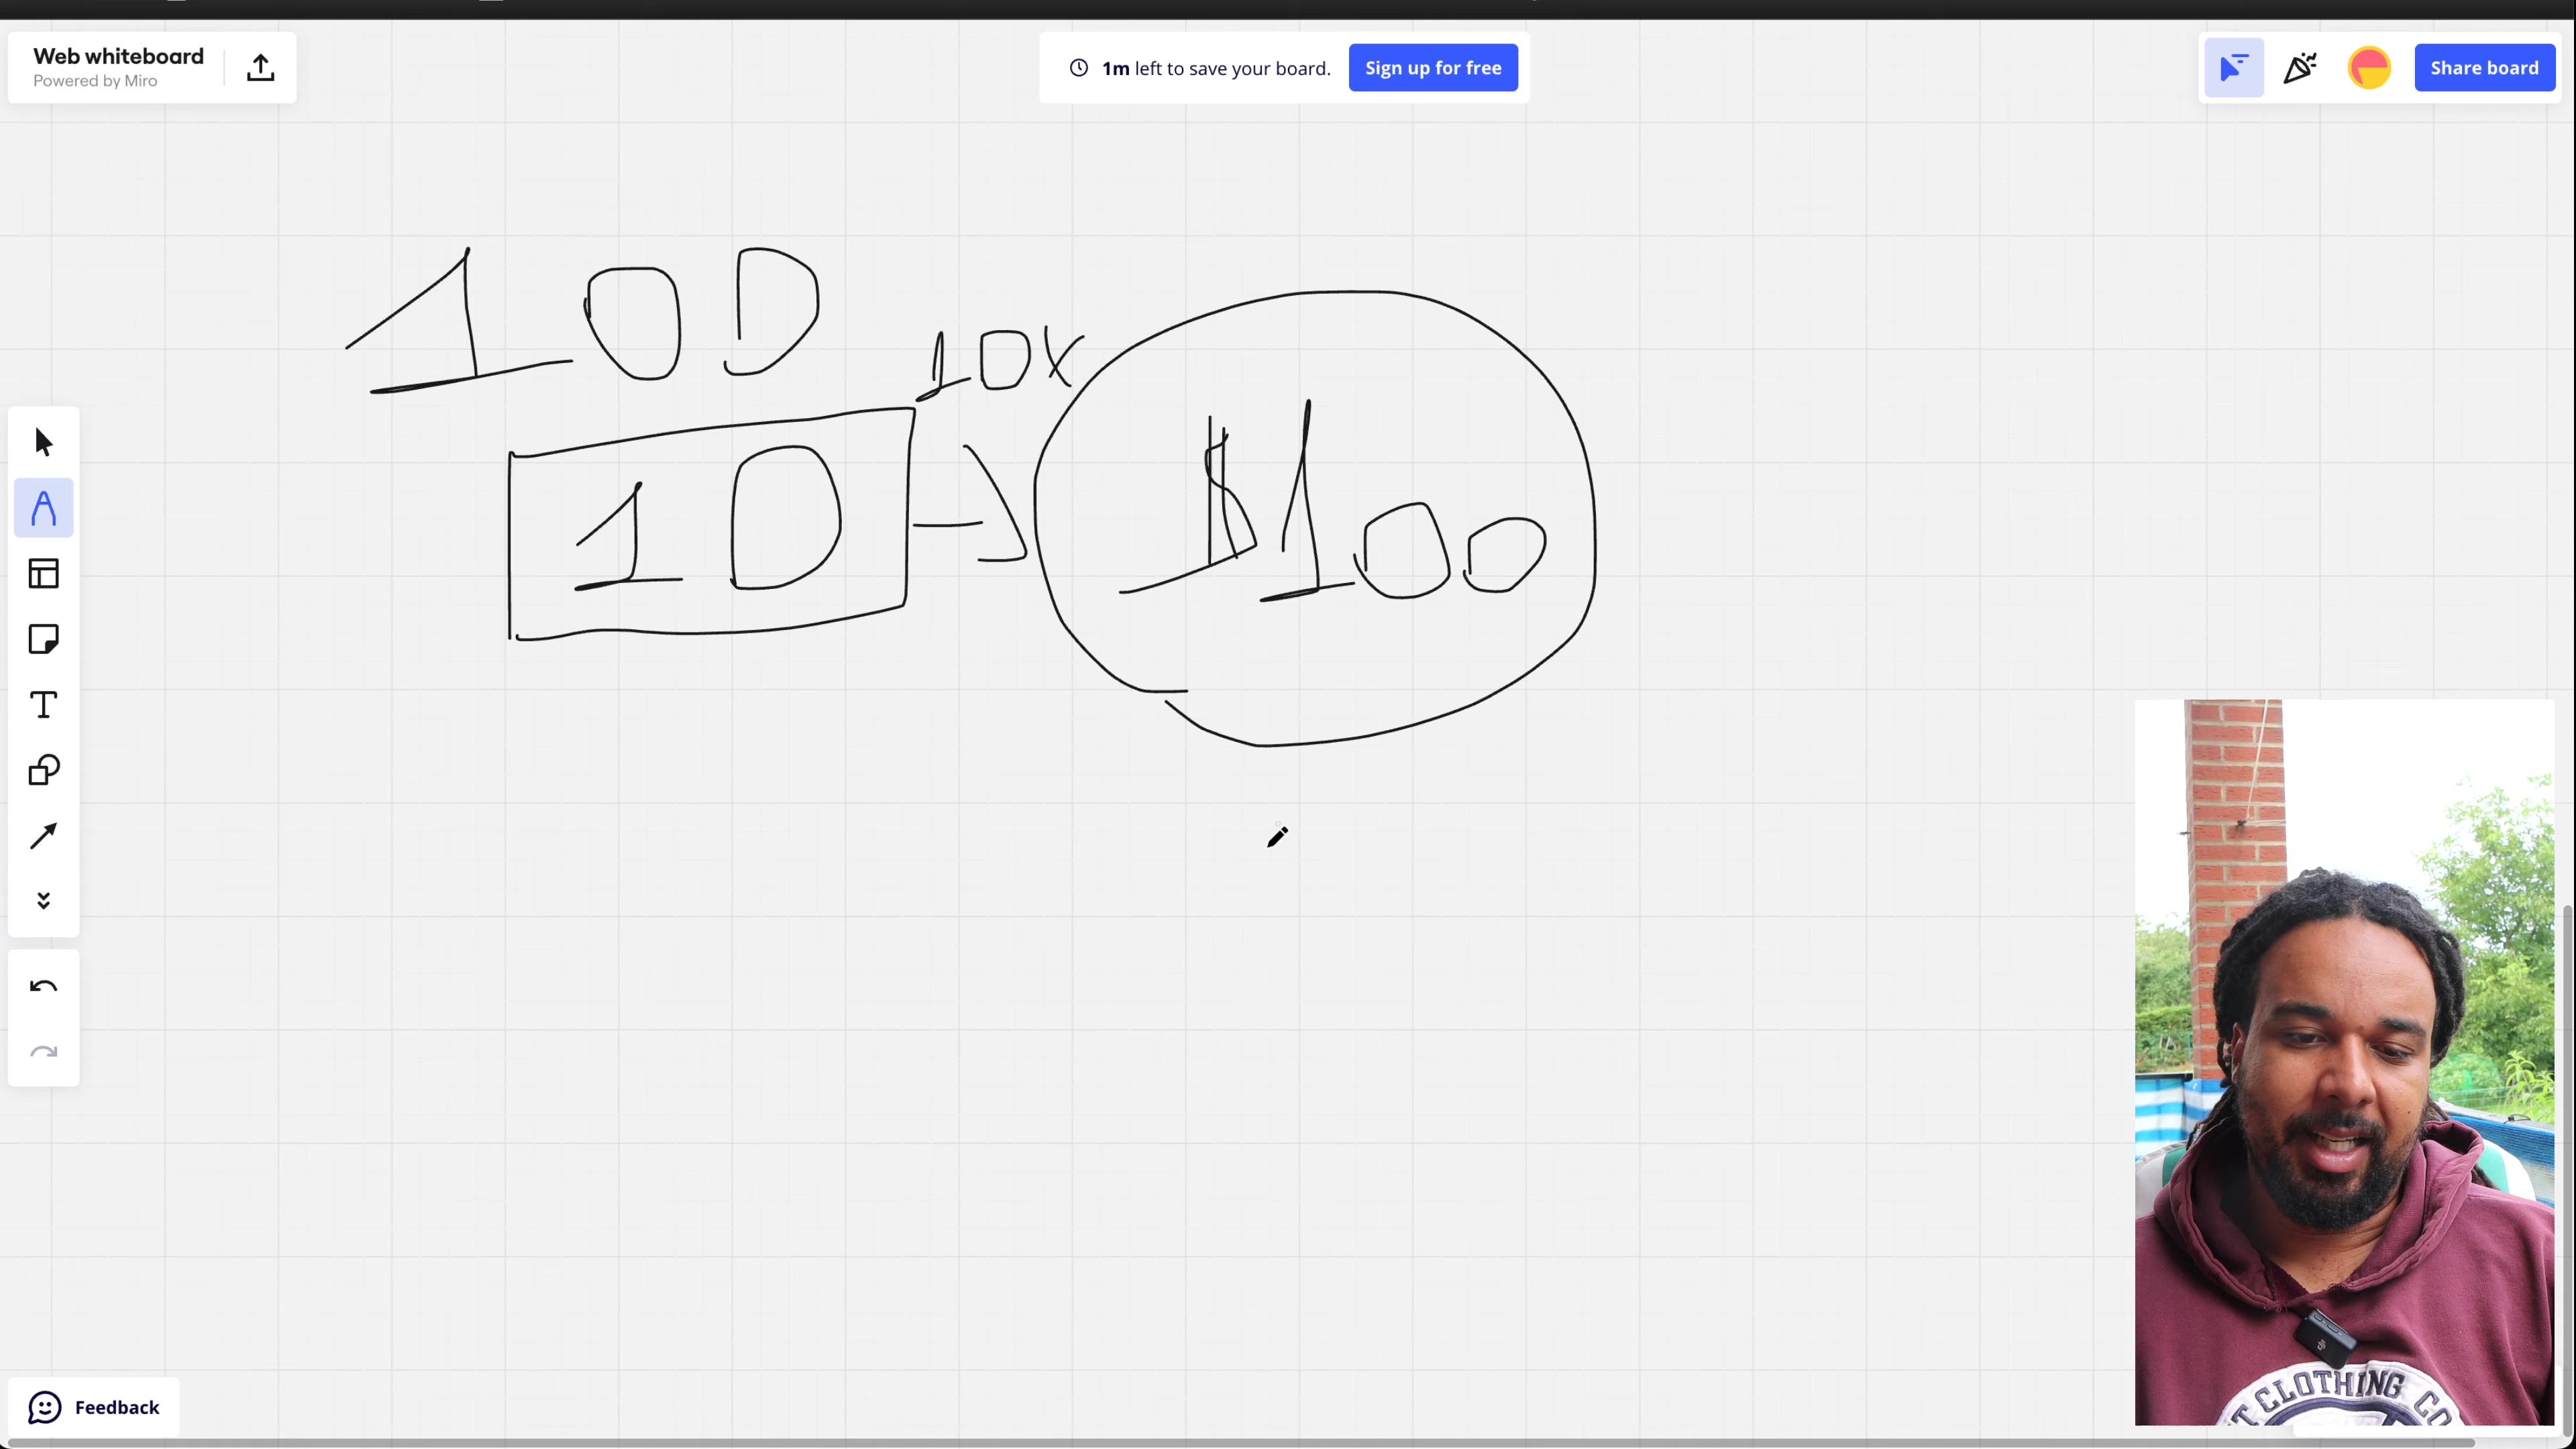 Web whiteboard
Powered by Miro
1m left to save your board.
Sign up for free
Share board
100
10x
10
$100
Feedback
CLOTHING CO